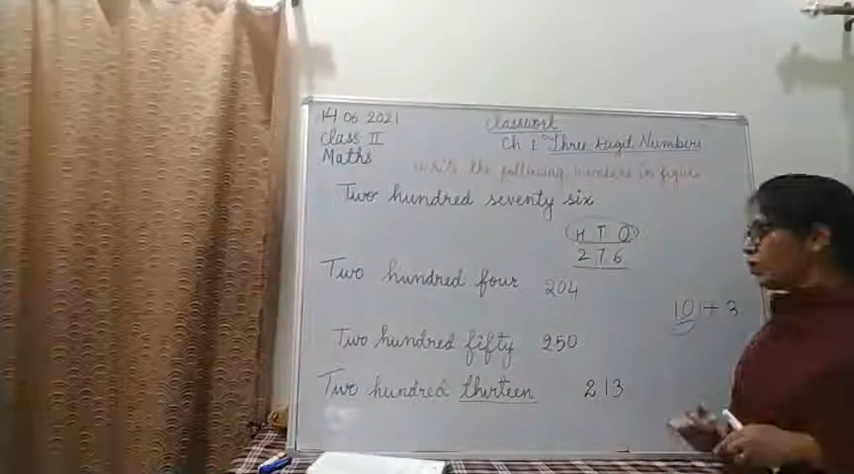 14 06 2021
Classwork
Class II
Ch 1 "Three digit Numbers
Maths
Write the following numbers in figure
Two hundred seventy six
H T O
2 7 6
Two hundred four 204
101+ 3
Two hundred fifty 250
Two hundred thirteen 213